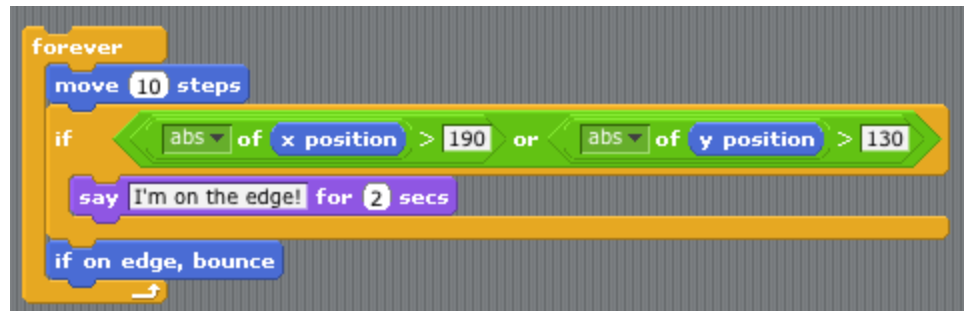 forever
move 10 steps
if abs of x position > 190 or abs of y position > 130
say I'm on the edge! for 2 secs
if on edge, bounce